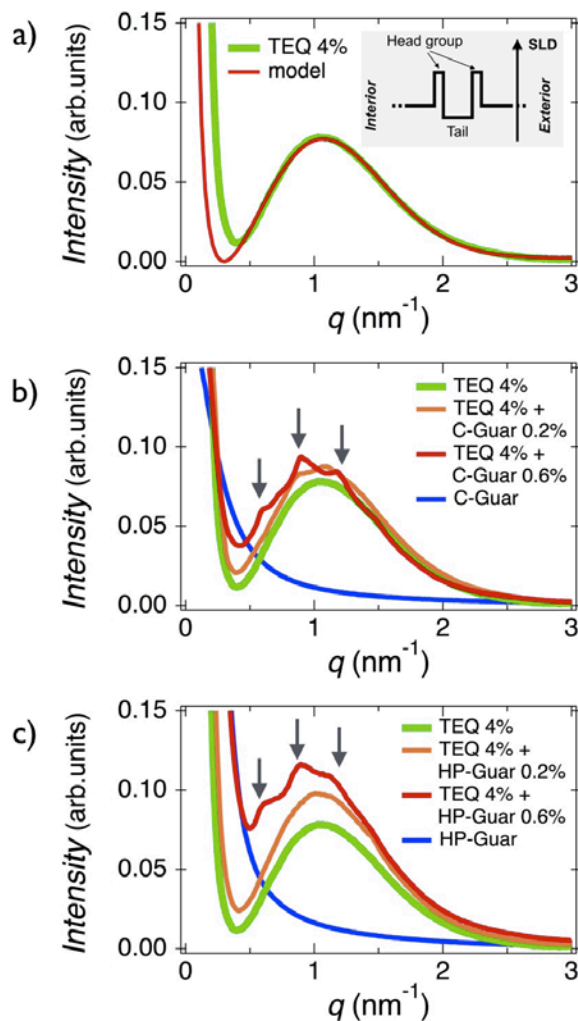 a)
Intensity (arb.units)
0.15
0.10
0.05
0.00
TEQ 4%
model
Head group
SLD
Interior
Exterior
Tail
0
1
2
3
q (nm⁻¹)
b)
Intensity (arb.units)
0.15
0.10
0.05
0.00
TEQ 4%
TEQ 4% +
C-Guar 0.2%
TEQ 4% +
C-Guar 0.6%
C-Guar
0
1
2
3
q (nm⁻¹)
c)
Intensity (arb.units)
0.15
0.10
0.05
0.00
TEQ 4%
TEQ 4% +
HP-Guar 0.2%
TEQ 4% +
HP-Guar 0.6%
HP-Guar
0
1
2
3
q (nm⁻¹)